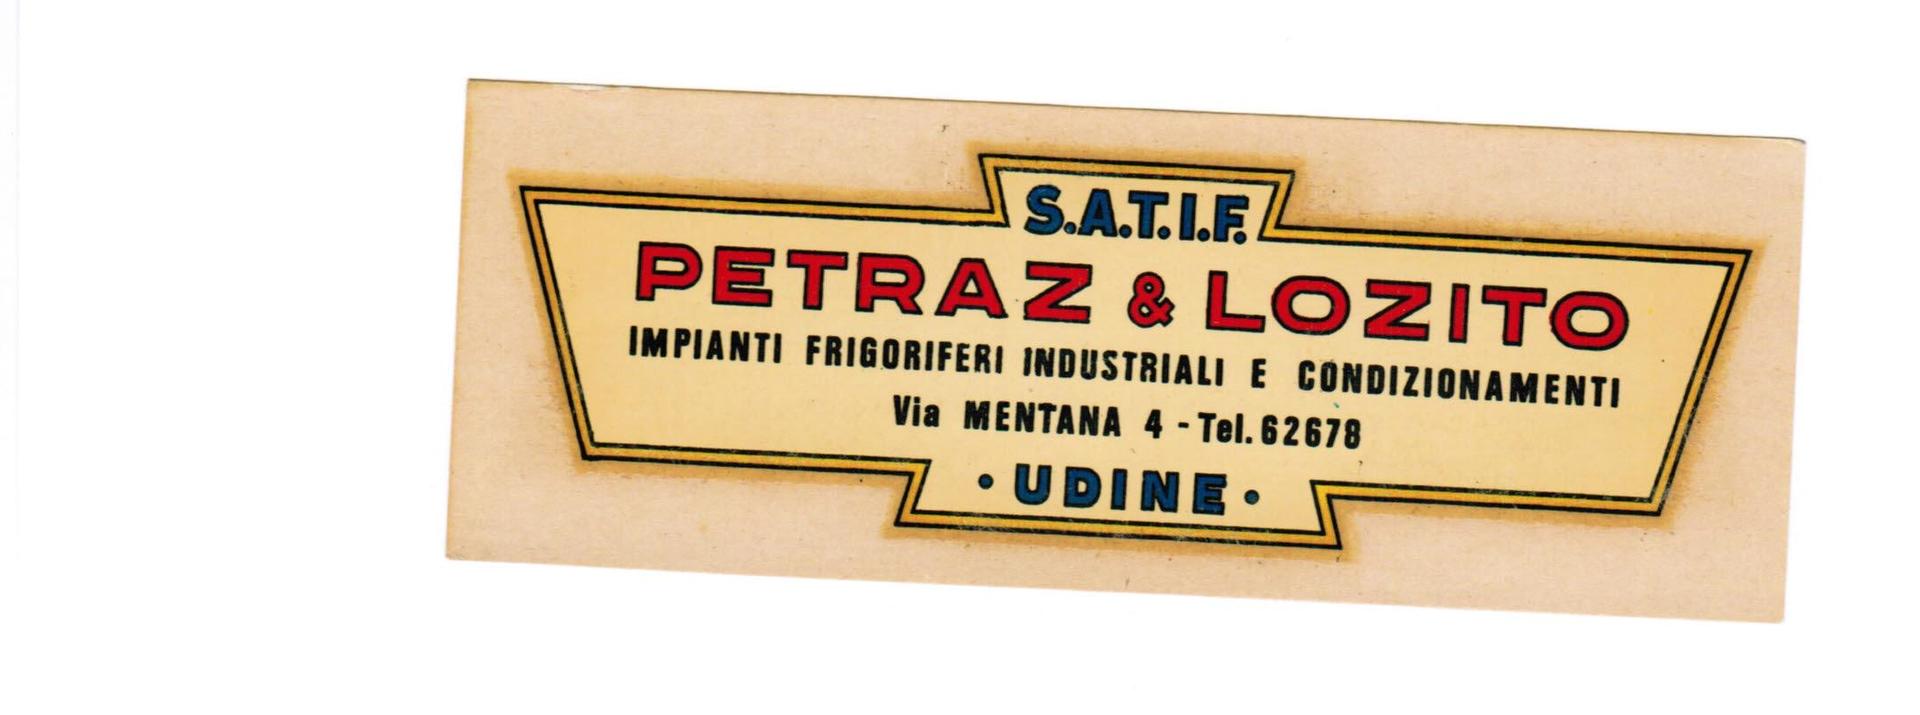 S.A.T.I.F.
PETRAZ & LOZITO
IMPIANTI FRIGORIFERI INDUSTRIALI E CONDIZIONAMENTI
Via MENTANA 4 - Tel. 62678
· UDINE ·